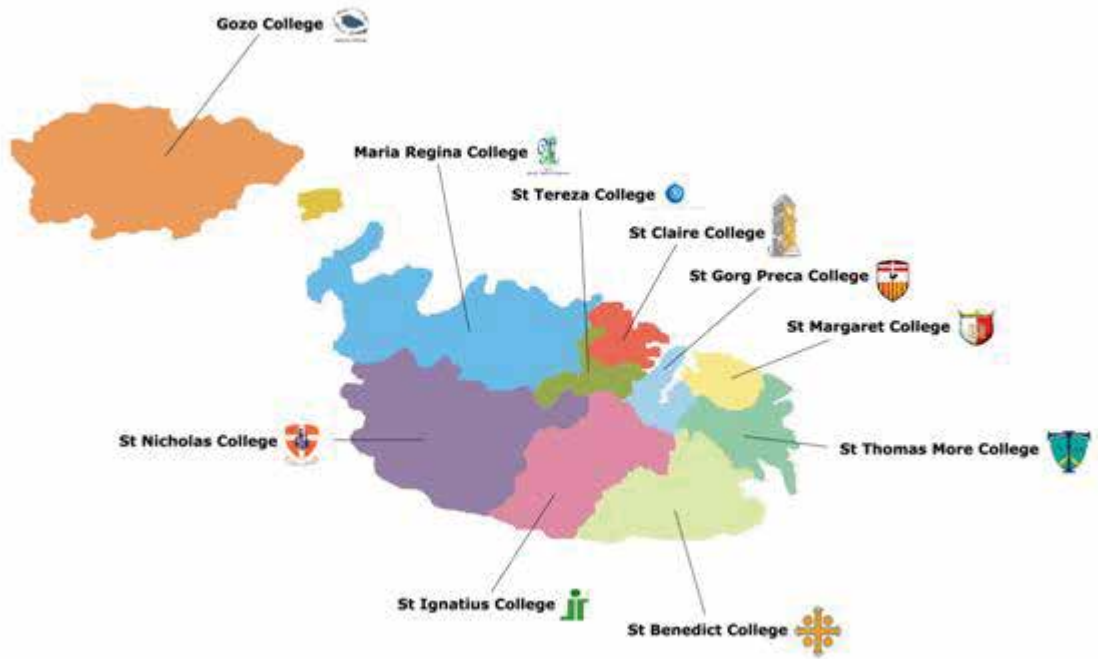 Gozo College
Maria Regina College
St Tereza College
St Claire College
St Gorg Preca College
St Margaret College
St Nicholas College
St Thomas More College
St Ignatius College
St Benedict College